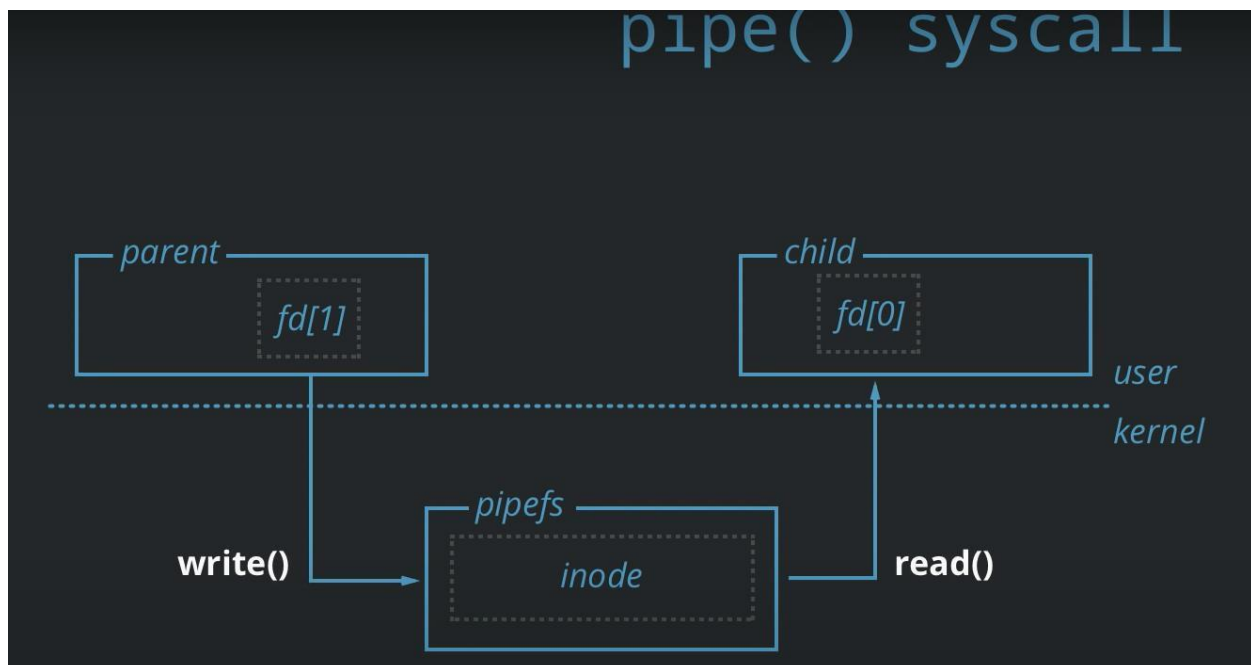 pipe() syscall
parent
child
fd[1]
fd[0]
user
kernel
pipefs
write()
inode
read()